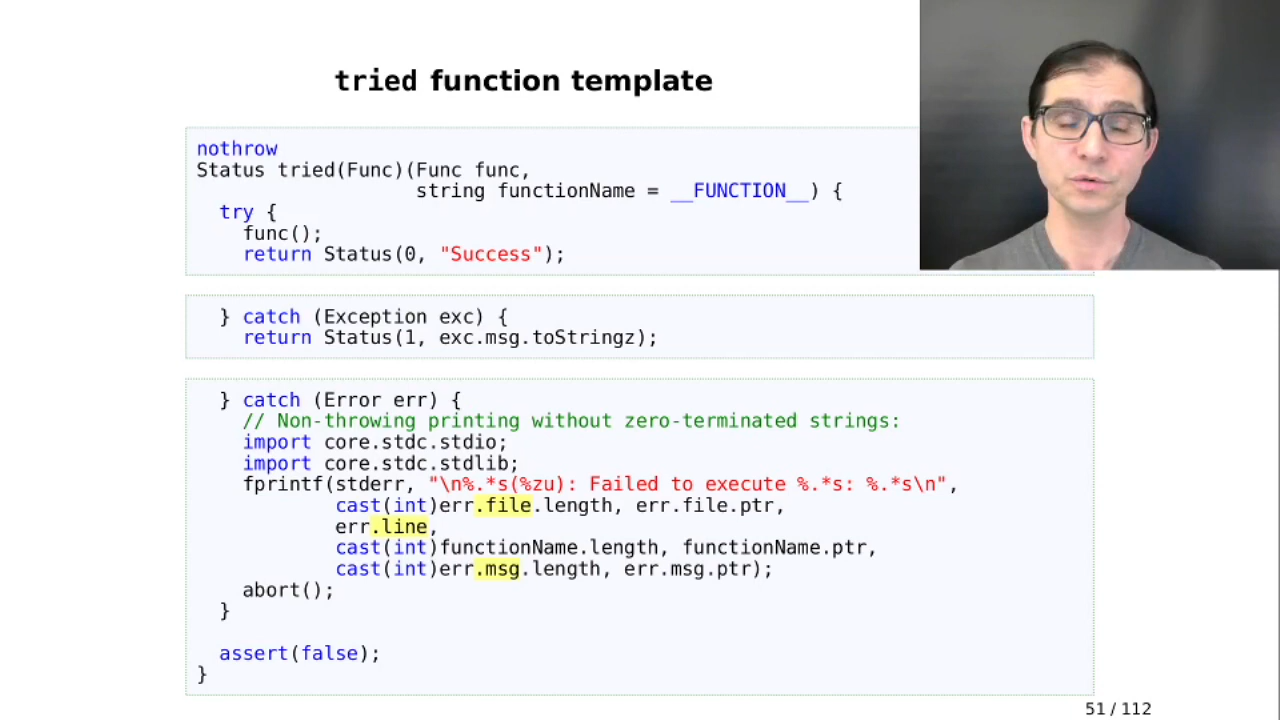 tried function template
nothrow
Status tried(Func)(Func func,
string functionName = __FUNCTION__) {
try {
func();
return Status(0, "Success");
} catch (Exception exc) {
return Status(1, exc.msg.toStringz);
} catch (Error err) {
// Non-throwing printing without zero-terminated strings:
import core.stdc.stdio;
import core.stdc.stdlib;
fprintf(stderr, "\n%.*s(%zu): Failed to execute %.*s: %.*s\n",
cast(int)err.file.length, err.file.ptr,
err.line,
cast(int)functionName.length, functionName.ptr,
cast(int)err.msg.length, err.msg.ptr);
abort();
}
assert(false);
}
51 / 112